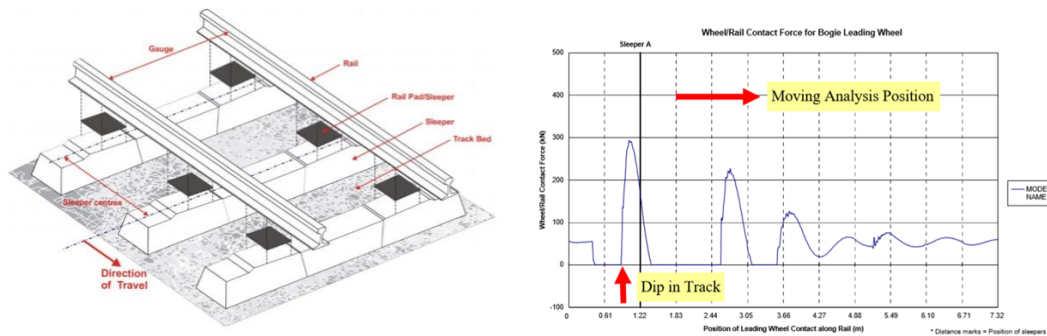 Gauge
Rail
Rail Pad/Sleeper
Sleeper
Track Bed
Sleeper centres
Direction
of Travel
Wheel/Rail Contact Force for Bogie Leading Wheel
Sleeper A
500
400
300
200
100
0
-100
Wheel/Rail Contact Force (kN)
Moving Analysis Position
Dip in Track
MODE
NAME
0 0.61 1.22 1.83 2.44 3.05 3.66 4.27 4.88 5.49 6.10 6.71 7.32
Position of Leading Wheel Contact along Rail (m)
* Distance marks = Position of sleepers